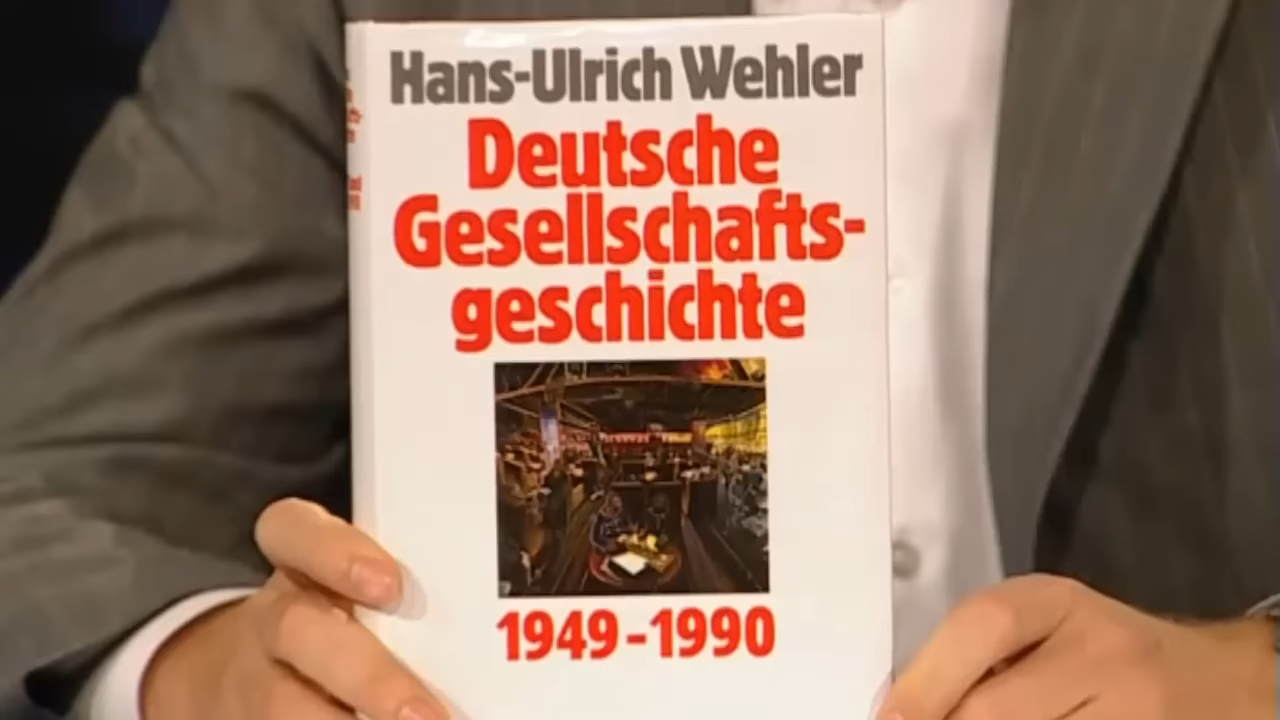 Hans-Ulrich Wehler
Deutsche
Gesellschafts-
geschichte
1949-1990